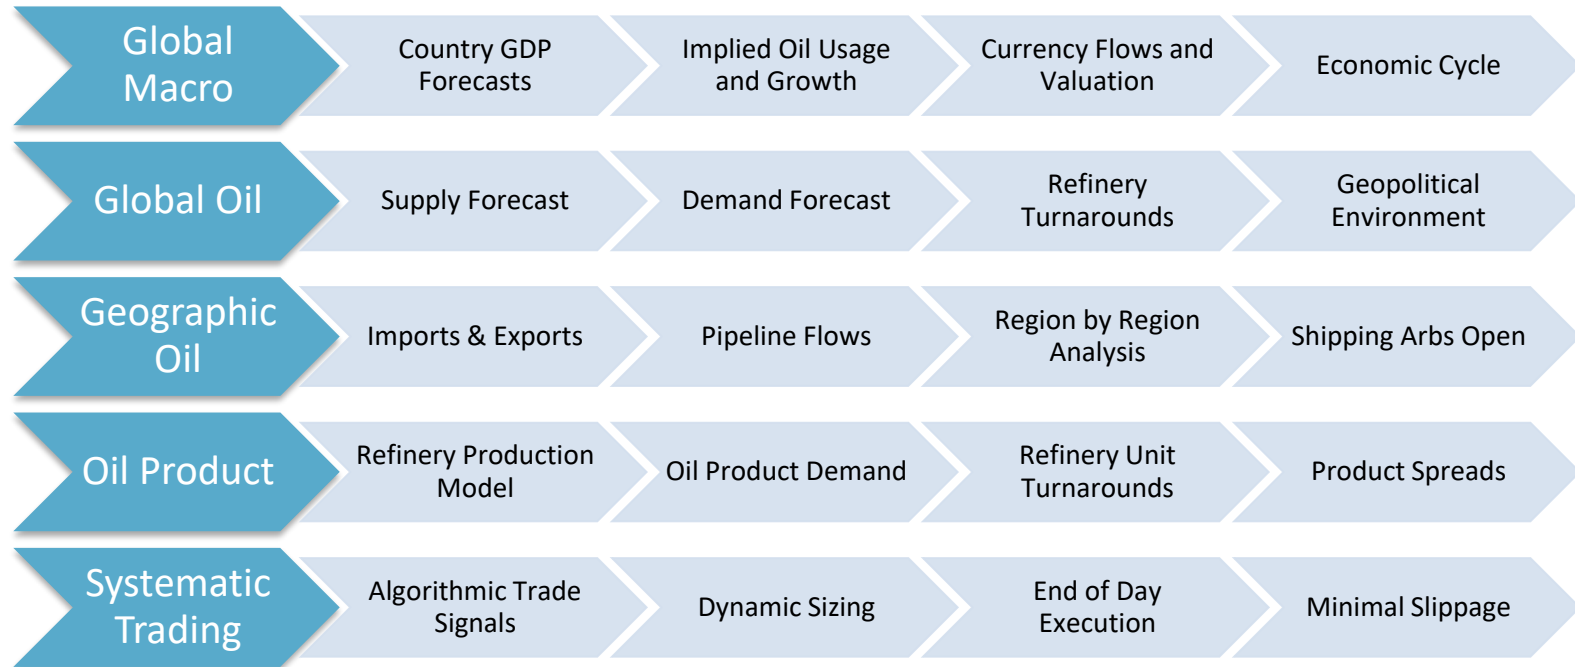 Global
Macro
Country GDP
Forecasts
Implied Oil Usage
and Growth
Currency Flows and
Valuation
Economic Cycle
Global Oil
Supply Forecast
Demand Forecast
Refinery
Turnarounds
Geopolitical
Environment
Geographic
Oil
Imports & Exports
Pipeline Flows
Region by Region
Analysis
Shipping Arbs Open
Oil Product
Refinery Production
Model
Oil Product Demand
Refinery Unit
Turnarounds
Product Spreads
Systematic
Trading
Algorithmic Trade
Signals
Dynamic Sizing
End of Day
Execution
Minimal Slippage